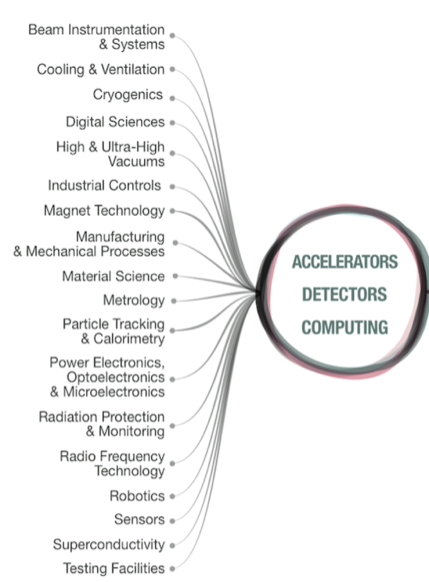 Beam Instrumentation
& Systems
Cooling & Ventilation
Cryogenics
Digital Sciences
High & Ultra-High
Vacuums
Industrial Controls
Magnet Technology
Manufacturing
& Mechanical Processes
Material Science
Metrology
Particle Tracking
& Calorimetry
Power Electronics,
Optoelectronics
& Microelectronics
Radiation Protection
& Monitoring
Radio Frequency
Technology
Robotics
Sensors
Superconductivity
Testing Facilities
ACCELERATORS
DETECTORS
COMPUTING